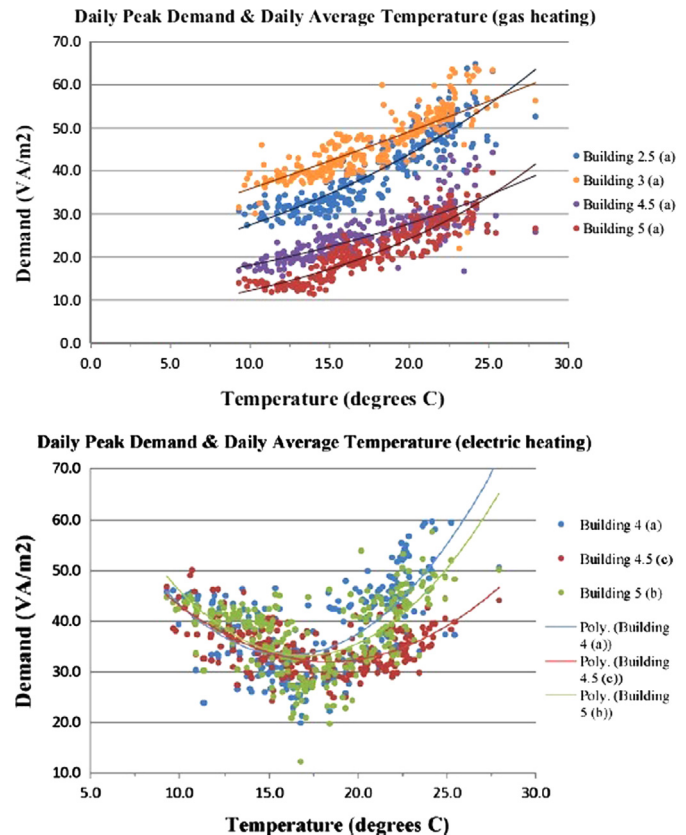 Daily Peak Demand & Daily Average Temperature (gas heating)
70.0
60.0
50.0
40.0
30.0
20.0
10.0
0.0
Demand (VA/m2)
0.0 5.0 10.0 15.0 20.0 25.0 30.0
Temperature (degrees C)
Building 2.5 (a)
Building 3 (a)
Building 4.5 (a)
Building 5 (a)
Daily Peak Demand & Daily Average Temperature (electric heating)
70.0
60.0
50.0
40.0
30.0
20.0
10.0
Demand (VA/m2)
5.0 10.0 15.0 20.0 25.0 30.0
Temperature (degrees C)
Building 4 (a)
Building 4.5 (c)
Building 5 (b)
Poly. (Building
4 (a))
Poly. (Building
4.5 (c))
Poly. (Building
5 (b))